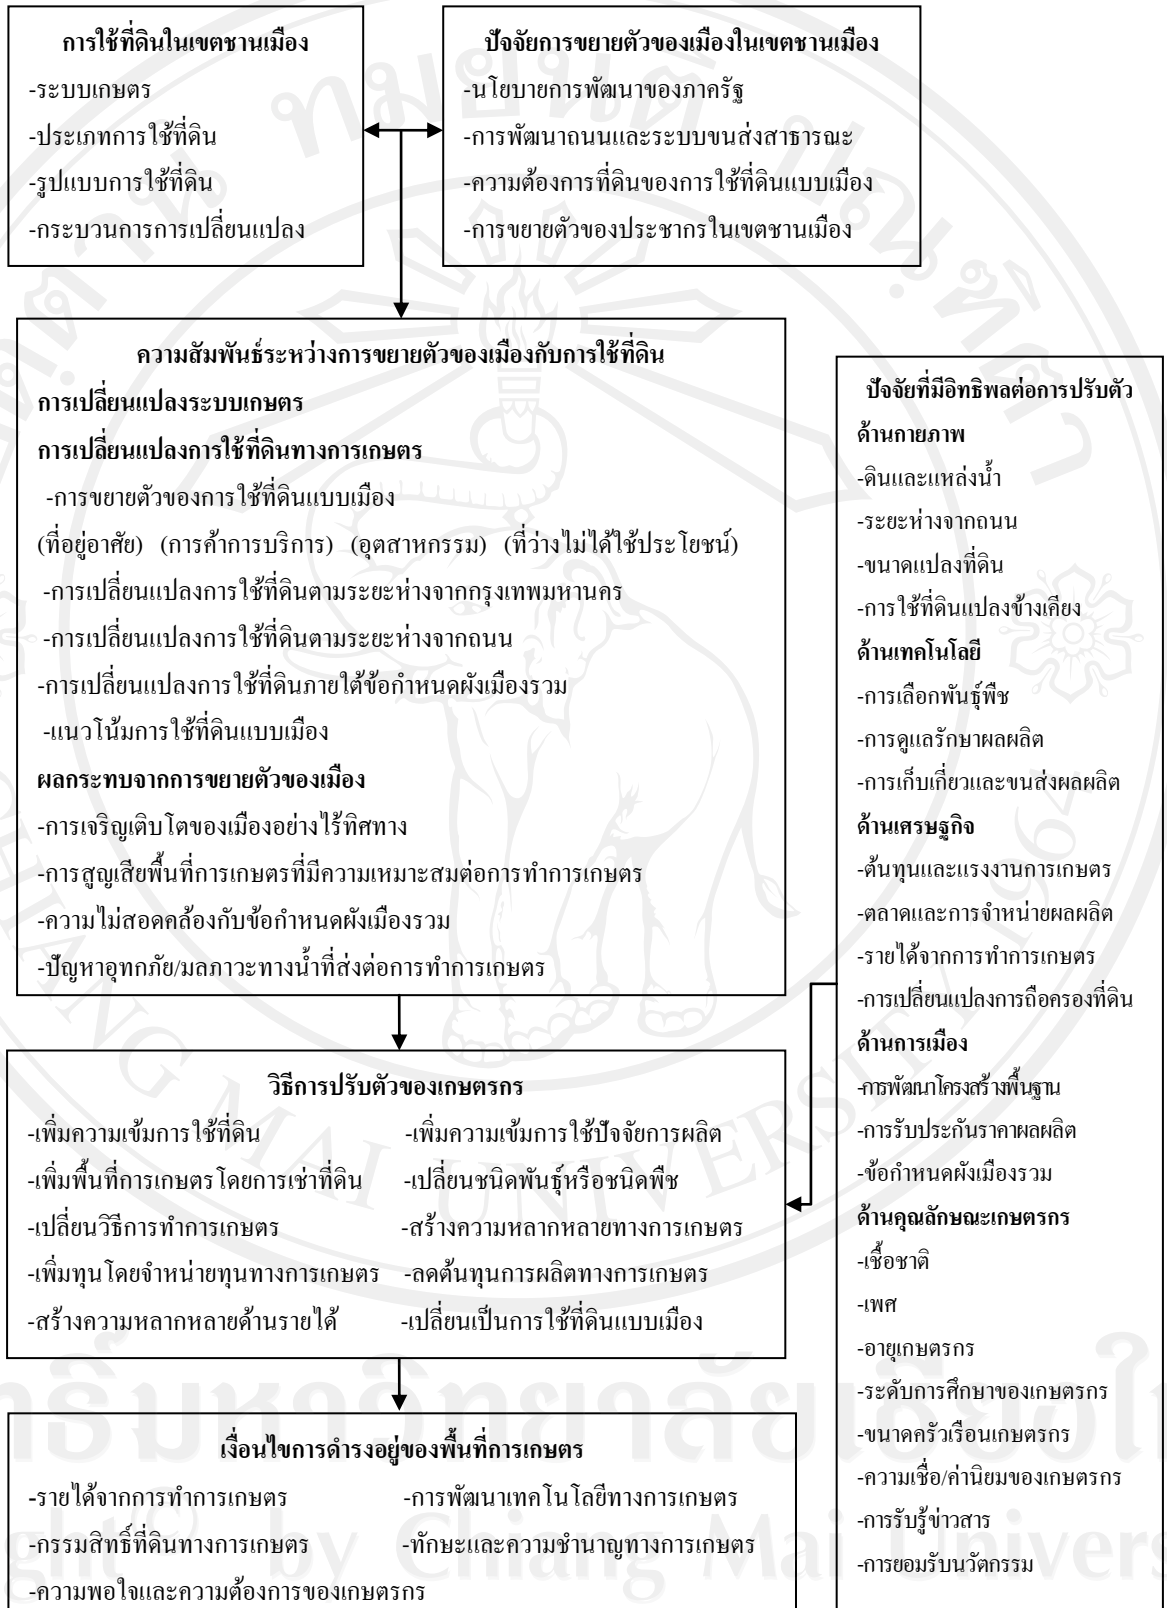 การใช้ที่ดินในเขตชานเมือง
-ระบบเกษตร
-ประเภทการใช้ที่ดิน
-รูปแบบการใช้ที่ดิน
-กระบวนการการเปลี่ยนแปลง
ปัจจัยการขยายตัวของเมืองในเขตชานเมือง
-นโยบายการพัฒนาของภาครัฐ
-การพัฒนาถนนและระบบขนส่งสาธารณะ
-ความต้องการที่ดินของการใช้ที่ดินแบบเมือง
-การขยายตัวของประชากรในเขตชานเมือง
ความสัมพันธ์ระหว่างการขยายตัวของเมืองกับการใช้ที่ดิน
การเปลี่ยนแปลงระบบเกษตร
การเปลี่ยนแปลงการใช้ที่ดินทางการเกษตร
-การขยายตัวของการใช้ที่ดินแบบเมือง
(ที่อยู่อาศัย) (การค้าการบริการ) (อุตสาหกรรม) (ที่ว่างไม่ได้ใช้ประโยชน์)
-การเปลี่ยนแปลงการใช้ที่ดินตามระยะห่างจากกรุงเทพมหานคร
-การเปลี่ยนแปลงการใช้ที่ดินตามระยะห่างจากถนน
-การเปลี่ยนแปลงการใช้ที่ดินภายใต้ข้อกำหนดผังเมืองรวม
-แนวโน้มการใช้ที่ดินแบบเมือง
ผลกระทบจากการขยายตัวของเมือง
-การเจริญเติบโตของเมืองอย่างไร้ทิศทาง
-การสูญเสียพื้นที่การเกษตรที่มีความเหมาะสมต่อการทำการเกษตร
-ความไม่สอดคล้องกับข้อกำหนดผังเมืองรวม
-ปัญหาอุทกภัย/มลภาวะทางน้ำที่ส่งต่อการทำการเกษตร
วิธีการปรับตัวของเกษตรกร
-เพิ่มความเข้มการใช้ที่ดิน -เพิ่มความเข้มการใช้ปัจจัยการผลิต
-เพิ่มพื้นที่การเกษตรโดยการเช่าที่ดิน -เปลี่ยนชนิดพันธุ์หรือชนิดพืช
-เปลี่ยนวิธีการทำการเกษตร -สร้างความหลากหลายทางการเกษตร
-เพิ่มทุนโดยจำหน่ายทุนทางการเกษตร -ลดต้นทุนการผลิตทางการเกษตร
-สร้างความหลากหลายด้านรายได้ -เปลี่ยนเป็นการใช้ที่ดินแบบเมือง
เงื่อนไขการดำรงอยู่ของพื้นที่การเกษตร
-รายได้จากการทำการเกษตร -การพัฒนาเทคโนโลยีทางการเกษตร
-กรรมสิทธิ์ที่ดินทางการเกษตร -ทักษะและความชำนาญทางการเกษตร
-ความพอใจและความต้องการของเกษตรกร
ปัจจัยที่มีอิทธิพลต่อการปรับตัว
ด้านกายภาพ
-ดินและแหล่งน้ำ
-ระยะห่างจากถนน
-ขนาดแปลงที่ดิน
-การใช้ที่ดินแปลงข้างเคียง
ด้านเทคโนโลยี
-การเลือกพันธุ์พืช
-การดูแลรักษาผลผลิต
-การเก็บเกี่ยวและขนส่งผลผลิต
ด้านเศรษฐกิจ
-ต้นทุนและแรงงานการเกษตร
-ตลาดและการจำหน่ายผลผลิต
-รายได้จากการทำการเกษตร
-การเปลี่ยนแปลงการถือครองที่ดิน
ด้านการเมือง
-การพัฒนาโครงสร้างพื้นฐาน
-การรับประกันราคาผลผลิต
-ข้อกำหนดผังเมืองรวม
ด้านคุณลักษณะเกษตรกร
-เชื้อชาติ
-เพศ
-อายุเกษตรกร
-ระดับการศึกษาของเกษตรกร
-ขนาดครัวเรือนเกษตรกร
-ความเชื่อ/ค่านิยมของเกษตรกร
-การรับรู้ข่าวสาร
-การยอมรับนวัตกรรม
CHIANG MAI UNIVERSITY 1964
by Chiang Mai Univers